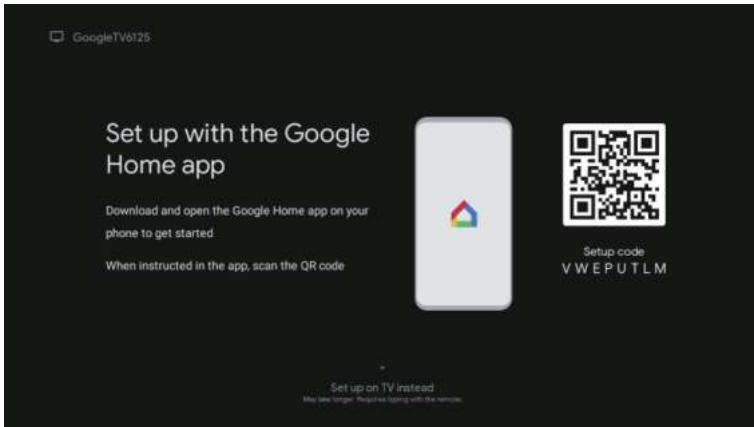 GoogleTV6125
Set up with the Google
Home app
Download and open the Google Home app on your
phone to get started
When instructed in the app, scan the QR code
Setup code
VWEPUTLM
Set up on TV instead
May take longer. Requires typing with the remote.